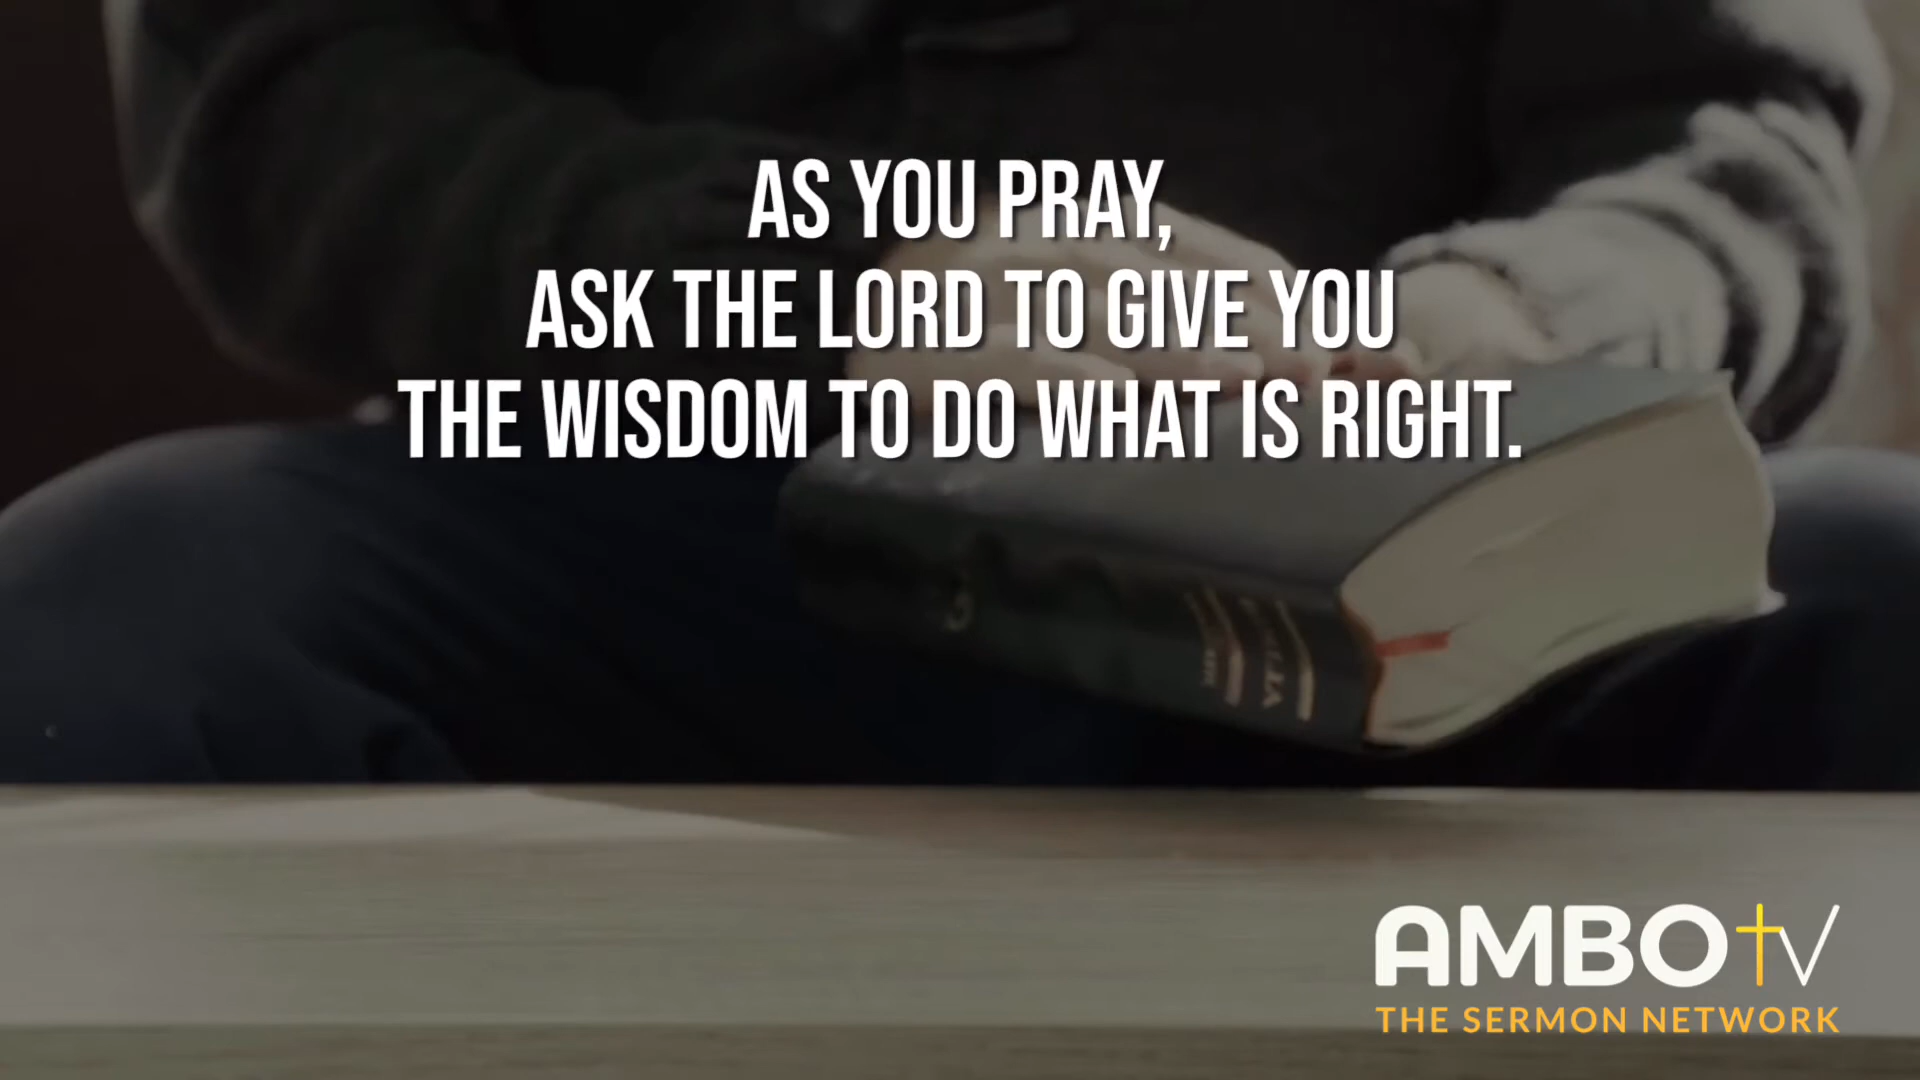 AS YOU PRAY,
ASK THE LORD TO GIVE YOU
THE WISDOM TO DO WHAT IS RIGHT.
AMBOtv
THE SERMON NETWORK